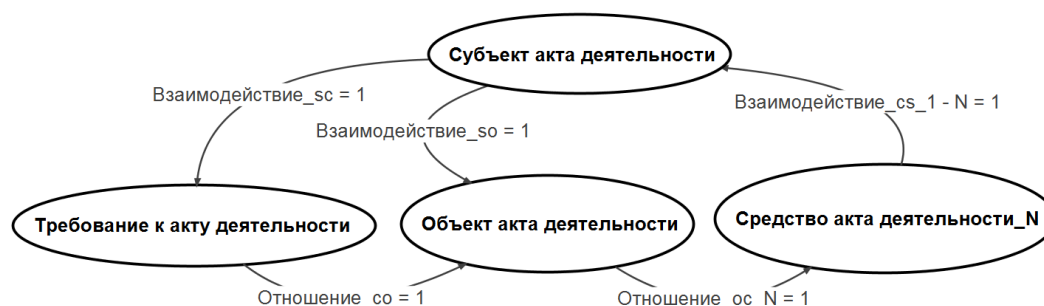 Субъект акта деятельности
Взаимодействие_sc = 1
Взаимодействие_cs_1 - N = 1
Взаимодействие_so = 1
Требование к акту деятельности
Объект акта деятельности
Средство акта деятельности_N
Отношение_co = 1
Отношение_oc_N = 1